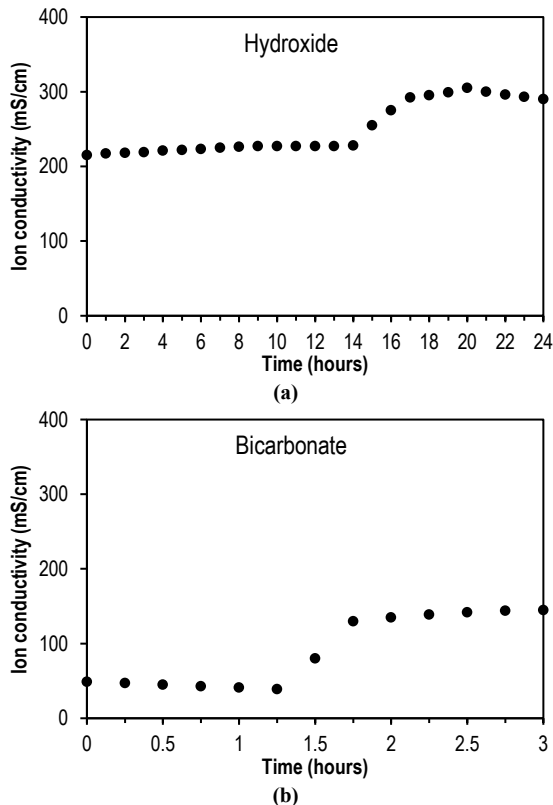 Hydroxide
Ion conductivity (mS/cm)
400
300
200
100
0
0 2 4 6 8 10 12 14 16 18 20 22 24
Time (hours)
(a)
Bicarbonate
Ion conductivity (mS/cm)
400
300
200
100
0
0 0.5 1 1.5 2 2.5 3
Time (hours)
(b)